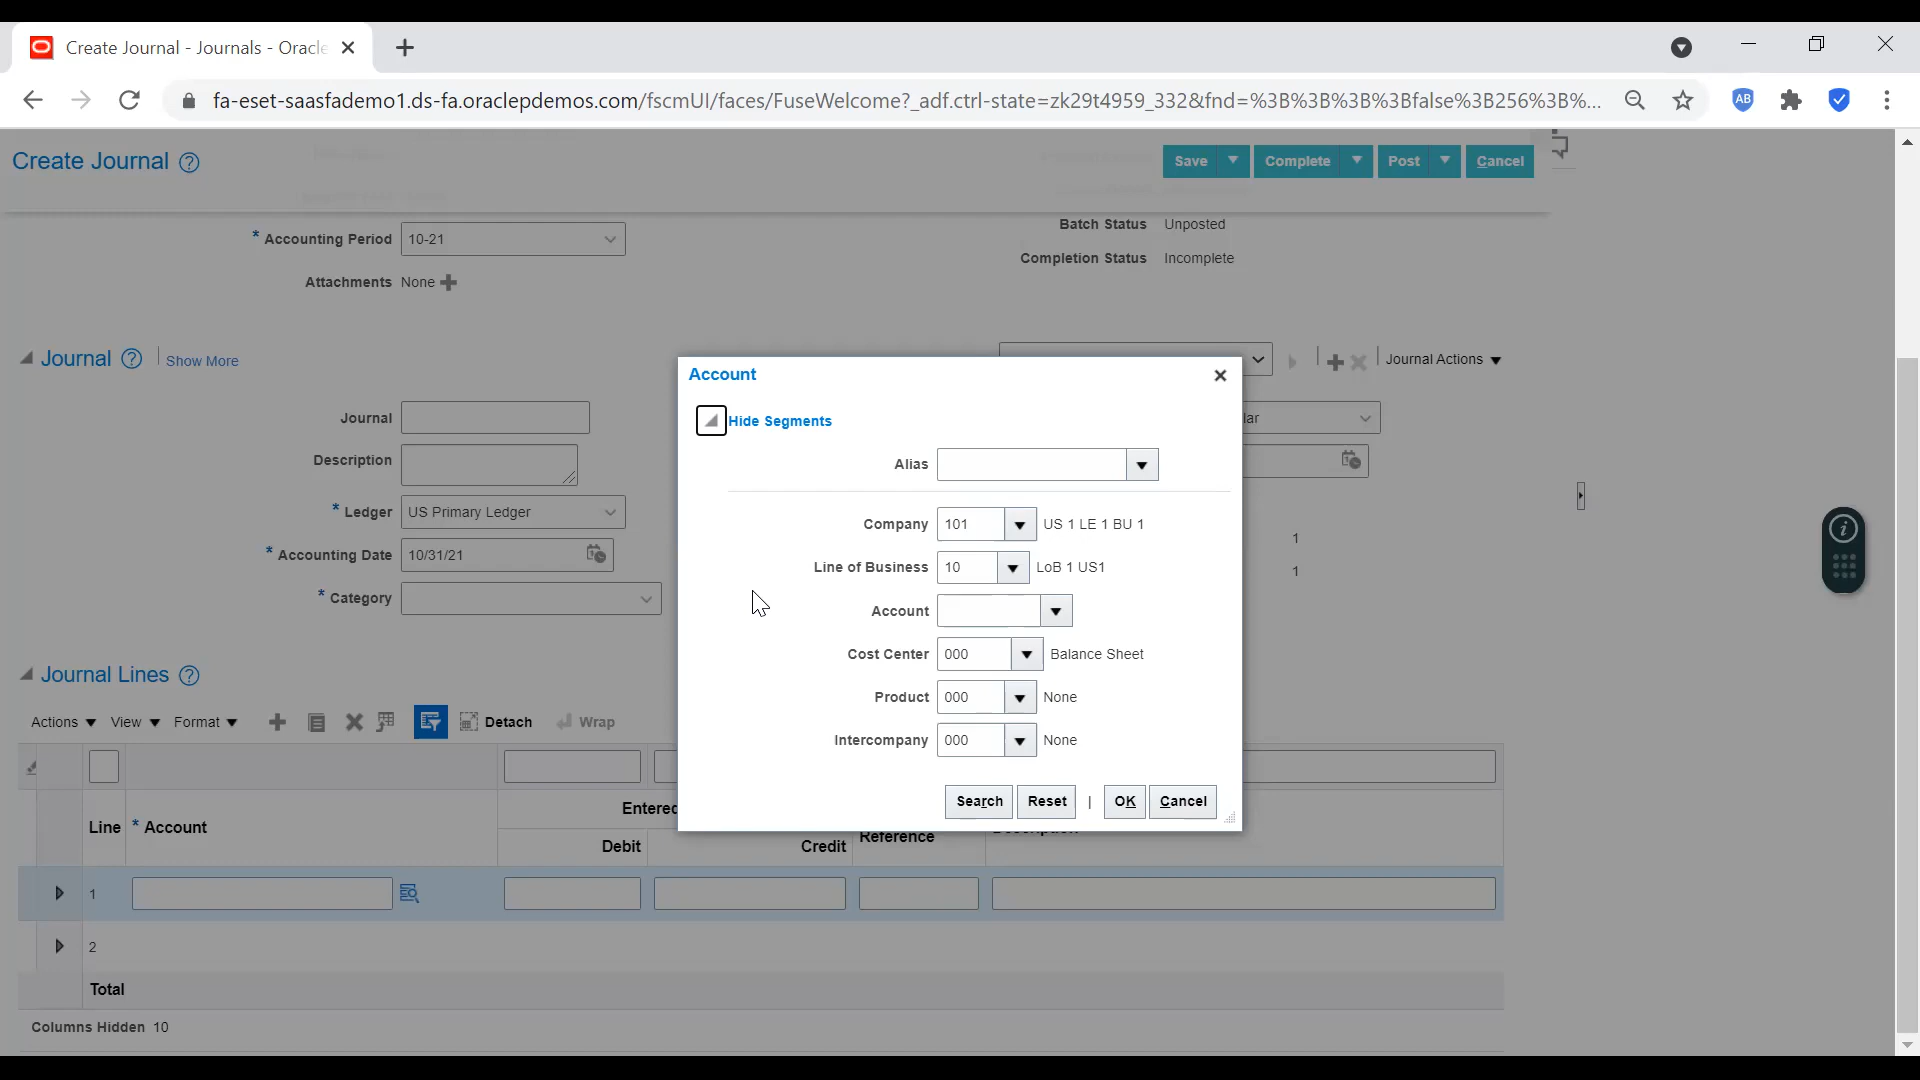 Create Journal - Journals - Oracle
fa-eset-saasfademo1.ds-fa.oraclepdemos.com/fscmUI/faces/FuseWelcome?_adf.ctrl-state=zk29t4959_332&fnd=%3B%3B%3B%3Bfalse%3B256%3B%...
AB
Create Journal ?
Save
Complete
Post
Cancel
* Accounting Period 10-21
Batch Status Unposted
Attachments None
Completion Status Incomplete
Journal ? Show More
Journal Actions
Journal
lar
Description
* Ledger US Primary Ledger
* Accounting Date 10/31/21
1
* Category
1
Account
Hide Segments
Alias
Company 101 US 1 LE 1 BU 1
Line of Business 10 LoB 1 US1
Account
Cost Center 000 Balance Sheet
Product 000 None
Intercompany 000 None
Search Reset | OK Cancel
Journal Lines ?
Actions View Format Detach Wrap
Line * Account Entered
Debit Credit Reference Description
1
2
Total
Columns Hidden 10